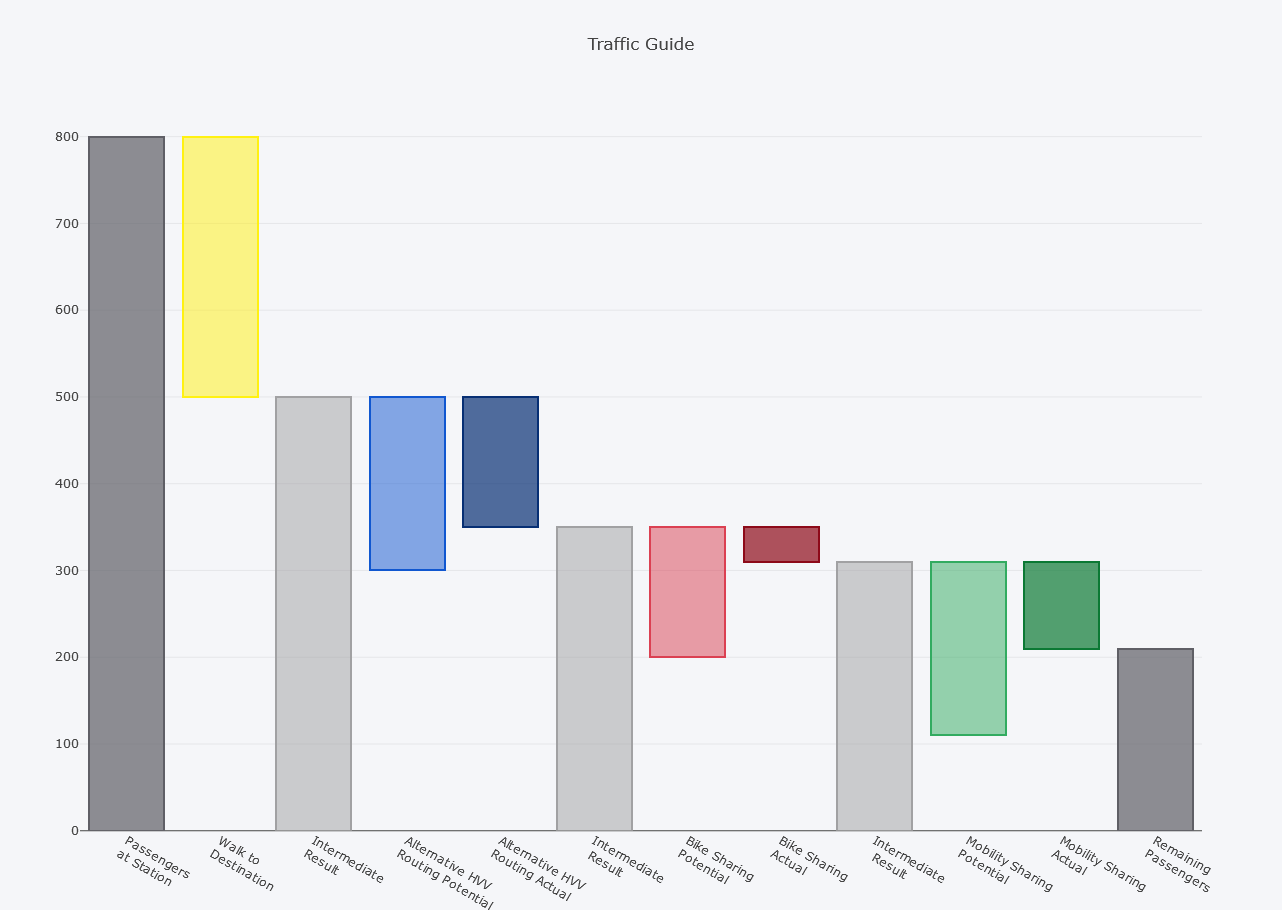 Traffic Guide
800
700
600
500
400
300
200
100
0
Passengers
at Station
Walk to
Destination
Intermediate
Result
Alternative HVV
Routing Potential
Alternative HVV
Routing Actual
Intermediate
Result
Bike Sharing
Potential
Bike Sharing
Actual
Intermediate
Result
Mobility Sharing
Potential
Mobility Sharing
Actual
Remaining
Passengers